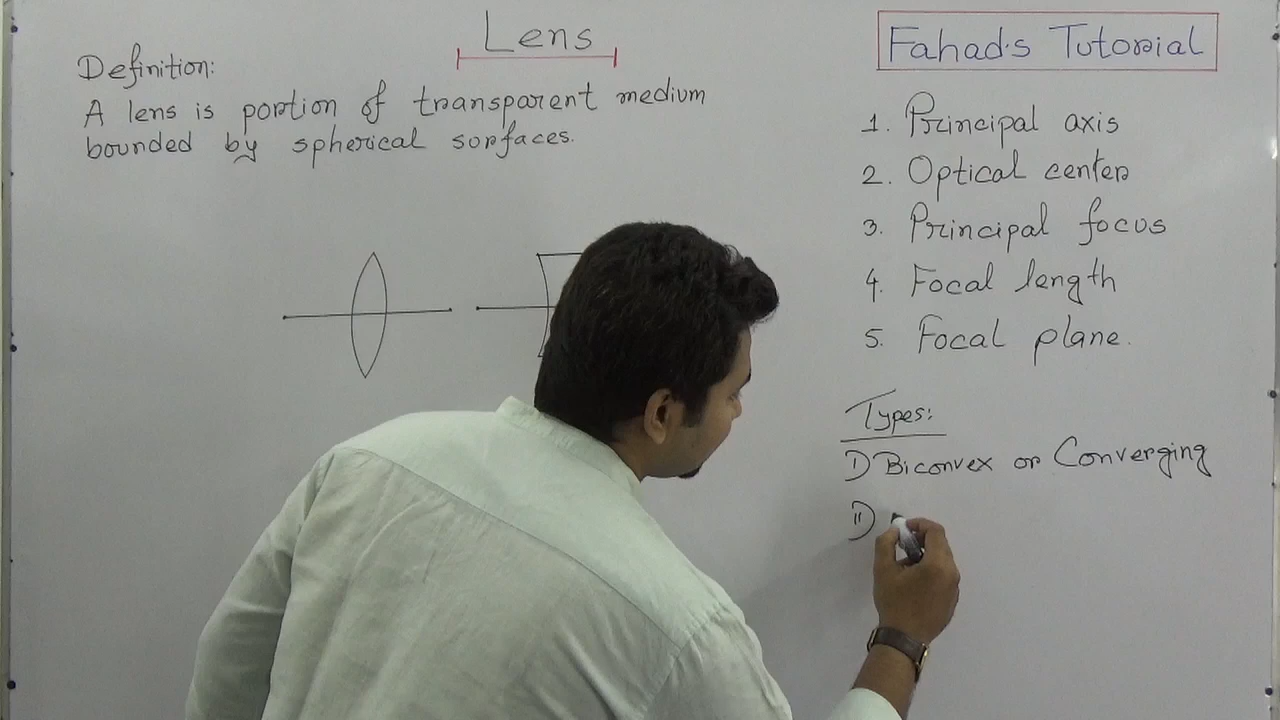 Lens
Definition:
A lens is portion of transparent medium
bounded by spherical sorfaces.
Fahad's Tutorial
1. Principal axis
2. Optical center
3. Principal focus
4. Focal length
5. Focal plane.
Types:
I) Biconvex or Converging
II)